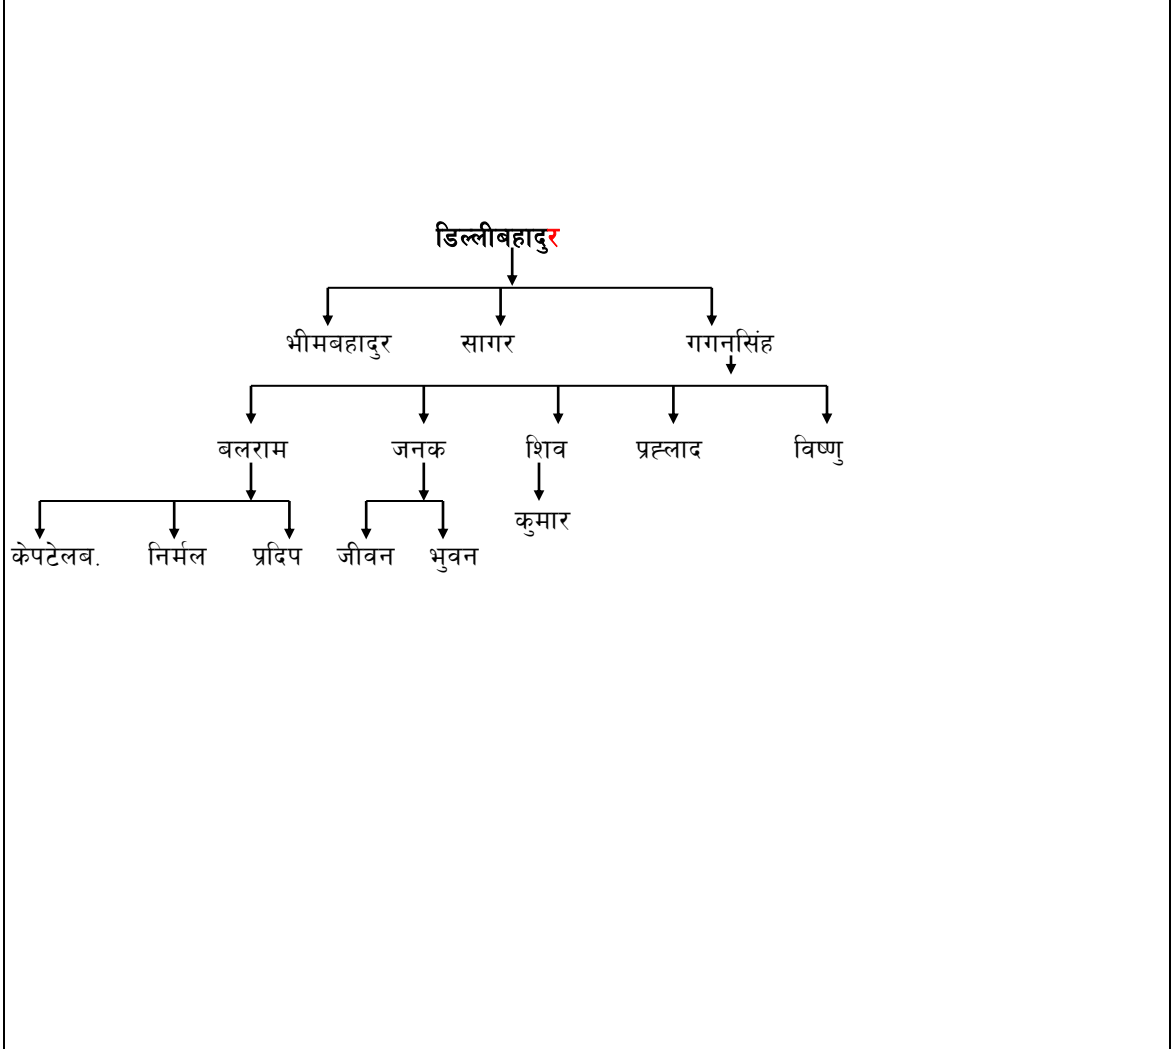 डिल्लीबहादुर
भीमबहादुर सागर गगनसिंह
बलराम जनक शिव प्रह्लाद विष्णु
कुमार
केपटेलब. निर्मल प्रदिप जीवन भुवन